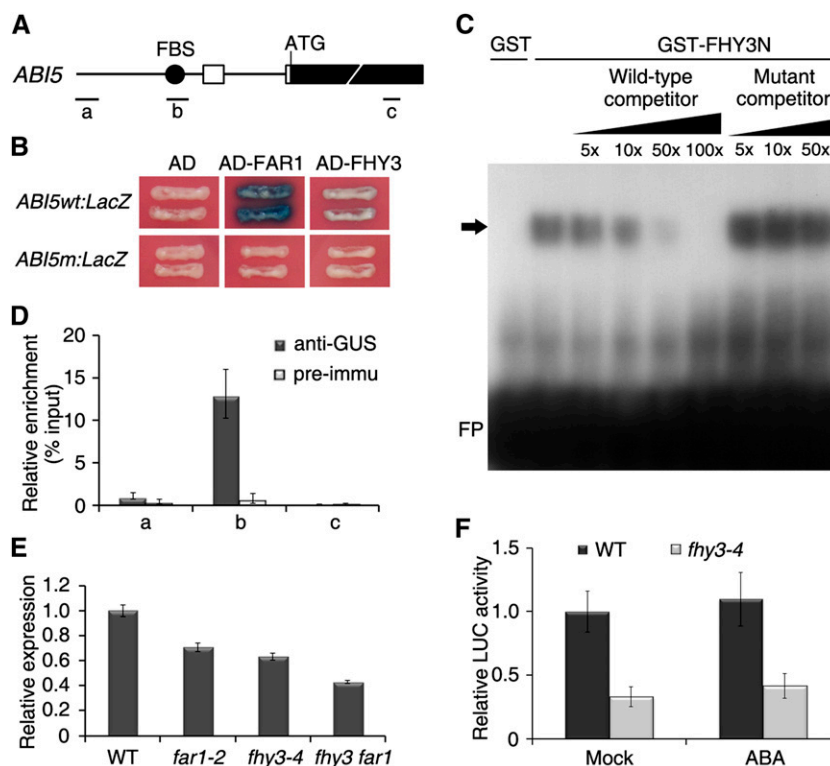 A
FBS
ATG
ABI5
a
b
c
B
AD
AD-FAR1
AD-FHY3
ABI5wt:LacZ
ABI5m:LacZ
C
GST
GST-FHY3N
Wild-type competitor
Mutant competitor
5x 10x 50x 100x
5x 10x 50x
FP
D
Relative enrichment (% input)
20
15
10
5
0
anti-GUS
pre-immu
a b c
E
Relative expression
1.2
1.0
0.8
0.6
0.4
0.2
0
WT far1-2 fhy3-4 fhy3 far1
F
Relative LUC activity
1.5
1.0
0.5
0
WT fhy3-4
Mock ABA